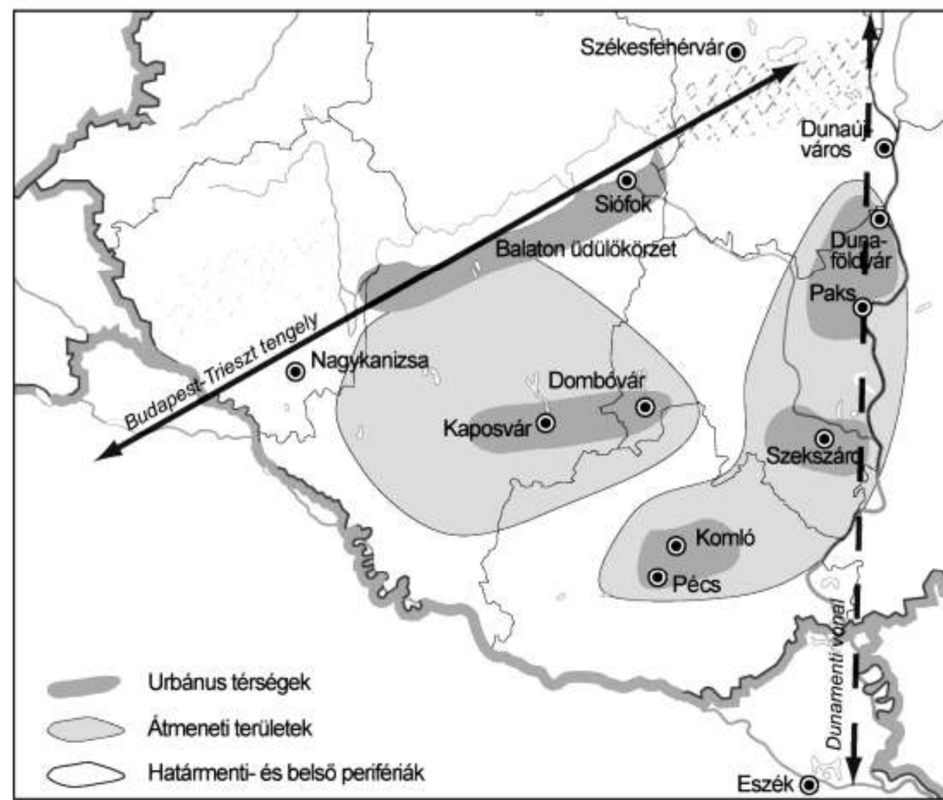 Székesfehérvár
Dunaúj-
város
Siófok
Duna-
földvár
Balaton üdülőkörzet
Paks
Budapest-Trieszt tengely
Nagykanizsa
Dombóvár
Kaposvár
Szekszárd
Komló
Pécs
Dunamenti vonal
Urbánus térségek
Átmeneti területek
Határmenti- és belső perifériák
Eszék